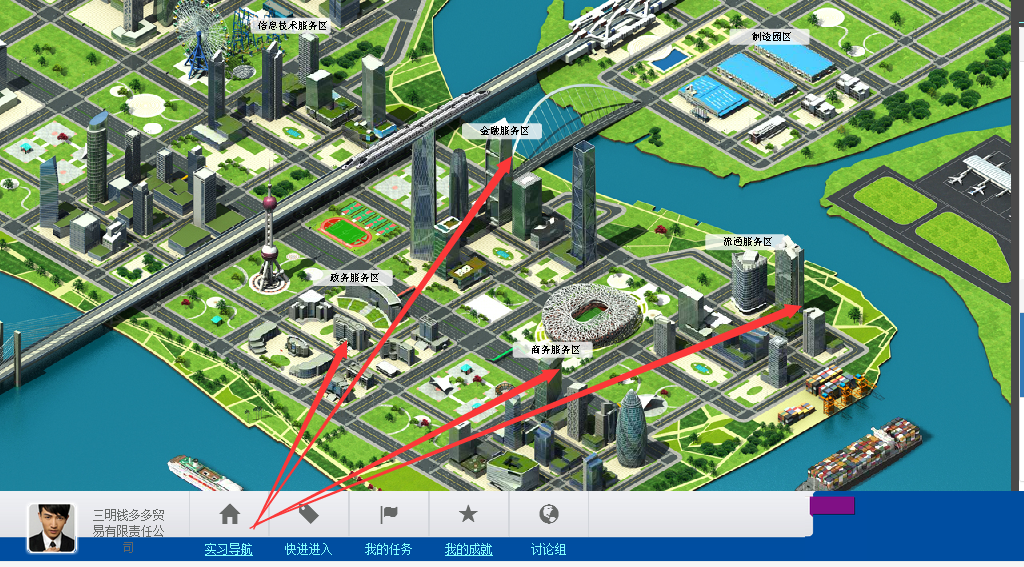 信息技术服务区
制造园区
金融服务区
流通服务区
政务服务区
商务服务区
三明钱多多贸
易有限责任公
司
实习导航 快进进入 我的任务 我的成就 讨论组